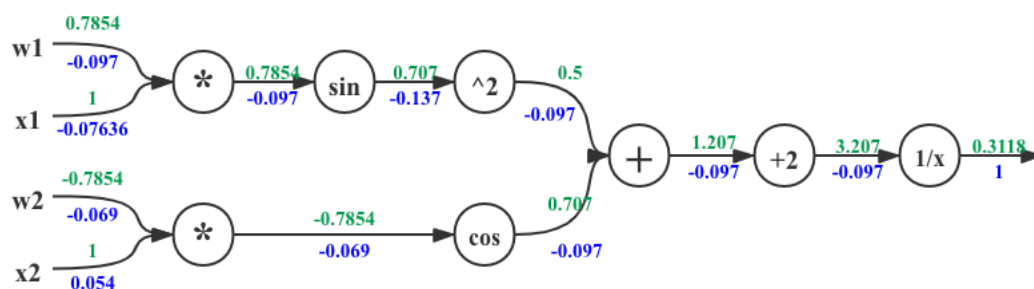 0.7854
w1
-0.097
* 0.7854 sin 0.707 ^2 0.5
-0.097 -0.137 -0.097
1
x1
-0.07636
+ 1.207 +2 3.207 1/x 0.3118
-0.097 -0.097 1
-0.7854
w2
-0.069
* -0.7854 cos 0.707
-0.069 -0.097
1
x2
0.054